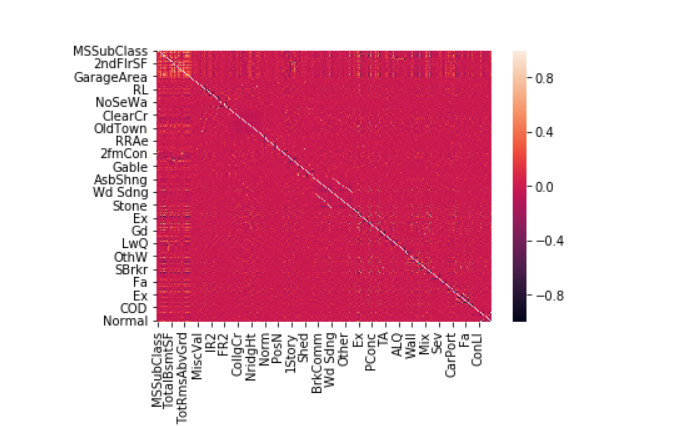 MSSubClass
2ndFlrSF
GarageArea
RL
NoSeWa
ClearCr
OldTown
RRAe
2fmCon
Gable
AsbShng
Wd Sdng
Stone
Ex
Gd
LwQ
OthW
SBrkr
Fa
Ex
COD
Normal
0.8
0.4
0.0
−0.4
−0.8
MSSubClass
TotalBsmtSF
TotRmsAbvGrd
MiscVal
IR2
FR2
CollgCr
NridgHt
Norm
PosN
1Story
Shed
BrkComm
Wd Sdng
Other
Ex
PConc
TA
ALQ
Wall
Mix
Sev
CarPort
Fa
ConLI